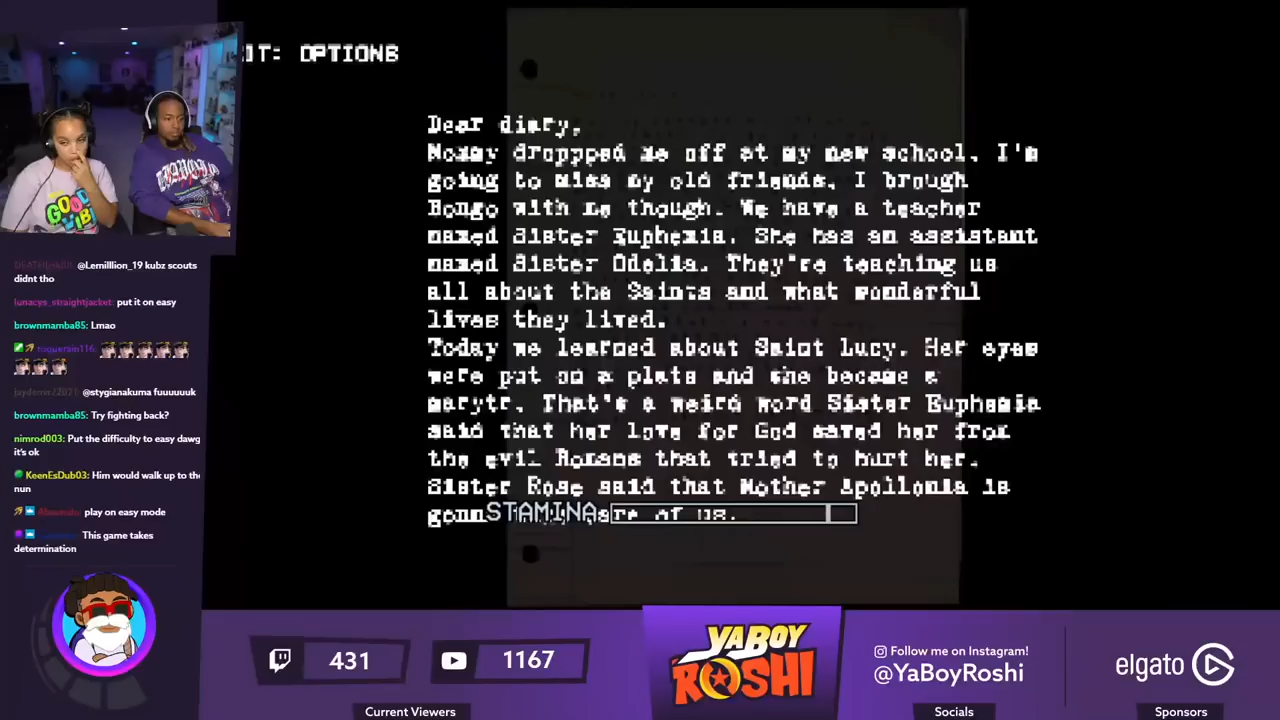 IT: OPTIONS
Dear diary,
Mommy droppped me off at my new school. I'm
going to miss my old friends. I brough
Bongo with me though. We have a teacher
named Sister Euphemia. She has an assistant
named Sister Odelia. They're teaching us
all about the Saints and what wonderful
lives they lived.
Today we learned about Saint Lucy. Her eyes
were put on a plate and she became a
marytr. That's a weird word Sister Euphemia
said that her love for God saved her from
the evil Romans that tried to hurt her.
Sister Rose said that Mother Apollonia is
gonn re of us.
STAMINA
@Lemilllion_19 kubz scouts
didnt tho
lunacys_straightjacket: put it on easy
brownmamba85: Lmao
roguerain116:
@stygianakuma fuuuuuuk
brownmamba85: Try fighting back?
nimrod003: Put the difficulty to easy dawg
it's ok
KeenEsDub03: Him would walk up to the
nun
play on easy mode
This game takes
determination
431
1167
Current Viewers
YABOY
ROSHI
Follow me on Instagram!
@YaBoyRoshi
Socials
elgato
Sponsors